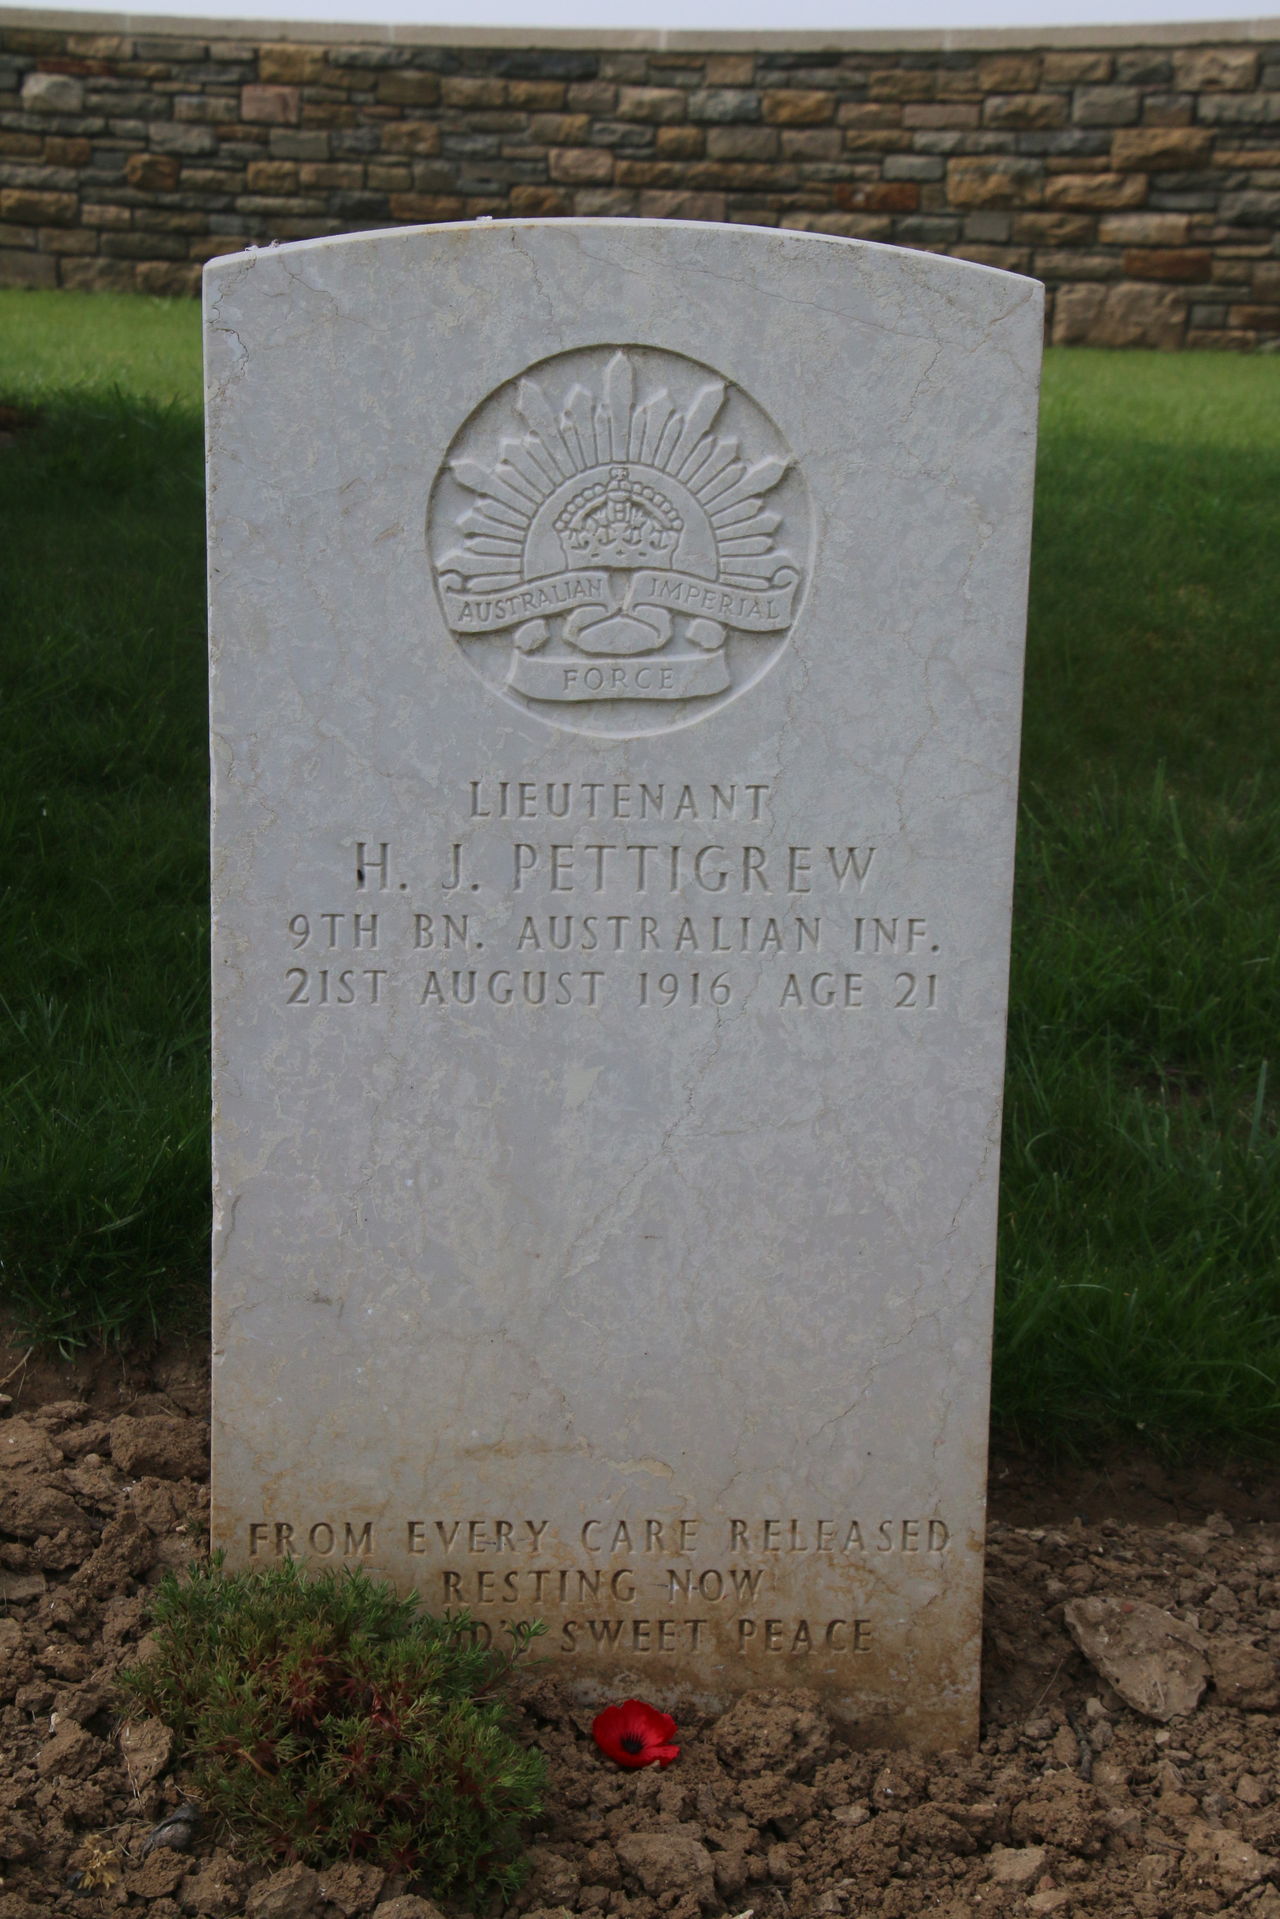 AUSTRALIAN IMPERIAL
FORCE
LIEUTENANT
H. J. PETTIGREW
9TH BN. AUSTRALIAN INF.
21ST AUGUST 1916 AGE 21
FROM EVERY CARE RELEASED
RESTING NOW
SWEET PEACE